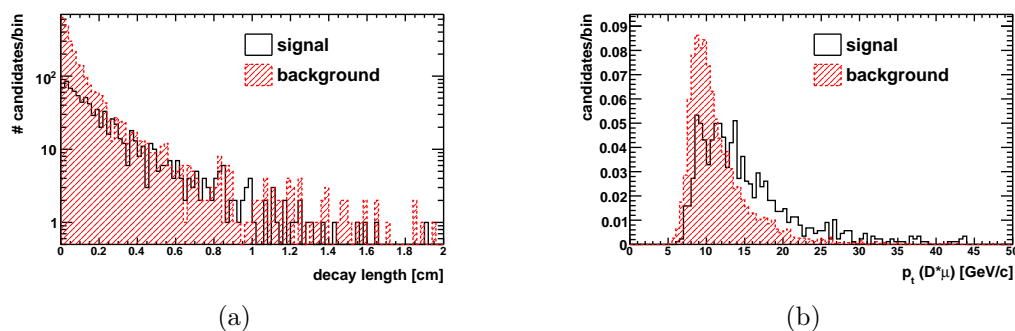 # candidates/bin
10²
10
1
signal
background
0 0.2 0.4 0.6 0.8 1 1.2 1.4 1.6 1.8 2
decay length [cm]
(a)
candidates/bin
0.09
0.08
0.07
0.06
0.05
0.04
0.03
0.02
0.01
0
signal
background
0 5 10 15 20 25 30 35 40 45 50
pₜ (D*μ) [GeV/c]
(b)